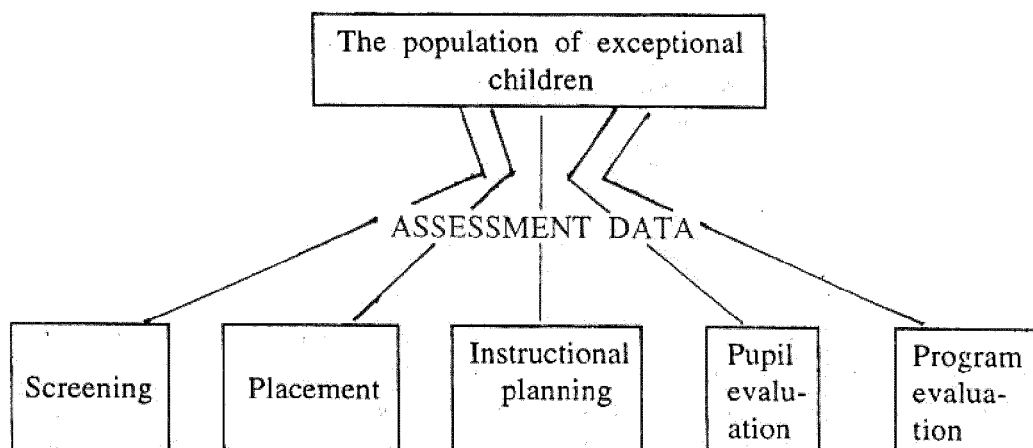 The population of exceptional
children
ASSESSMENT DATA
Screening
Placement
Instructional
planning
Pupil
evalu-
ation
Program
evalua-
tion